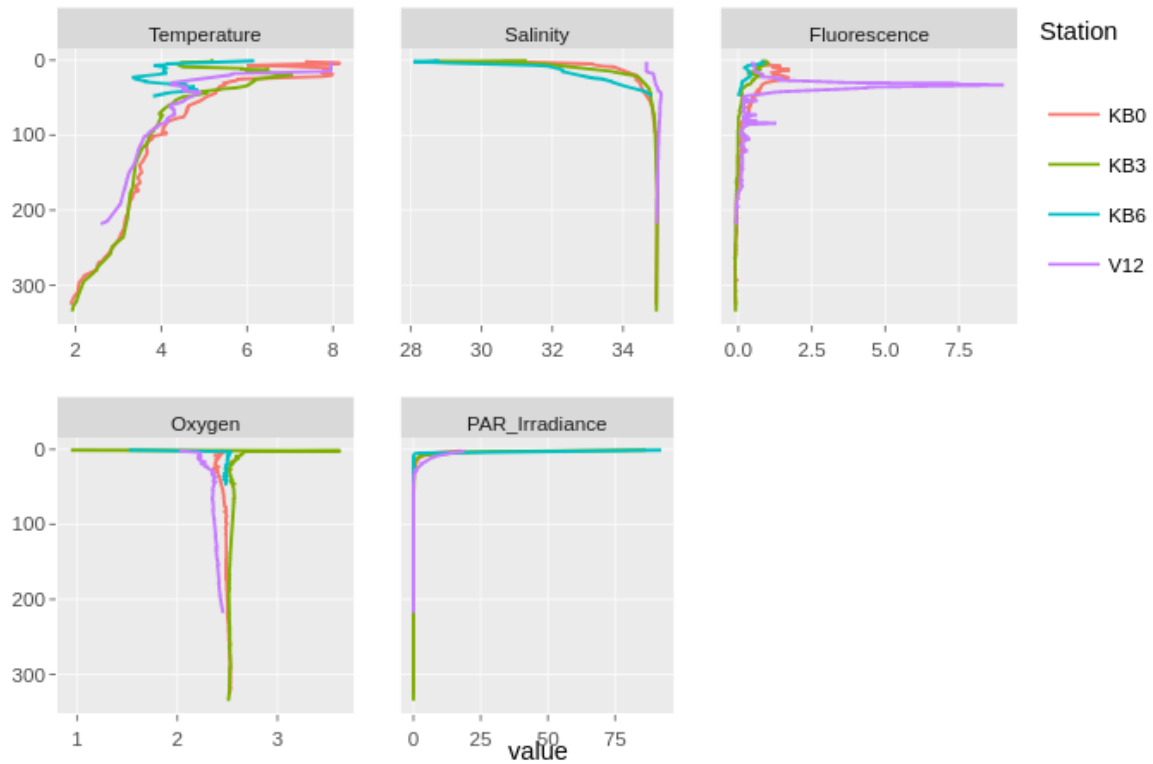 Temperature
Salinity
Fluorescence
Station
0
100
200
300
KB0
KB3
KB6
V12
2 4 6 8
28 30 32 34
0.0 2.5 5.0 7.5
Oxygen
PAR_Irradiance
0
100
200
300
1 2 3
0 25 50 75
value